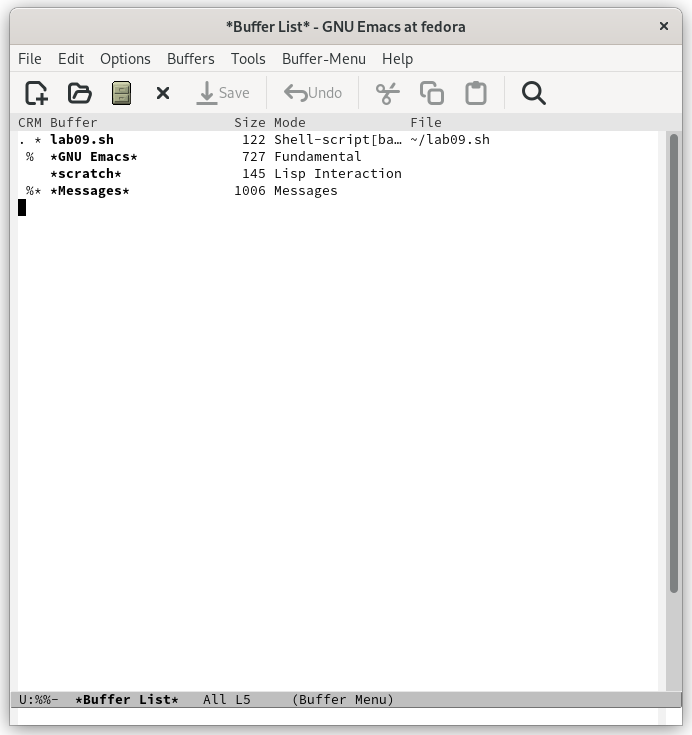 *Buffer List* - GNU Emacs at fedora
File Edit Options Buffers Tools Buffer-Menu Help
Save Undo
CRM Buffer Size Mode File
. * lab09.sh 122 Shell-script[ba… ~/lab09.sh
% *GNU Emacs* 727 Fundamental
*scratch* 145 Lisp Interaction
%* *Messages* 1006 Messages
U:%%- *Buffer List* All L5 (Buffer Menu)